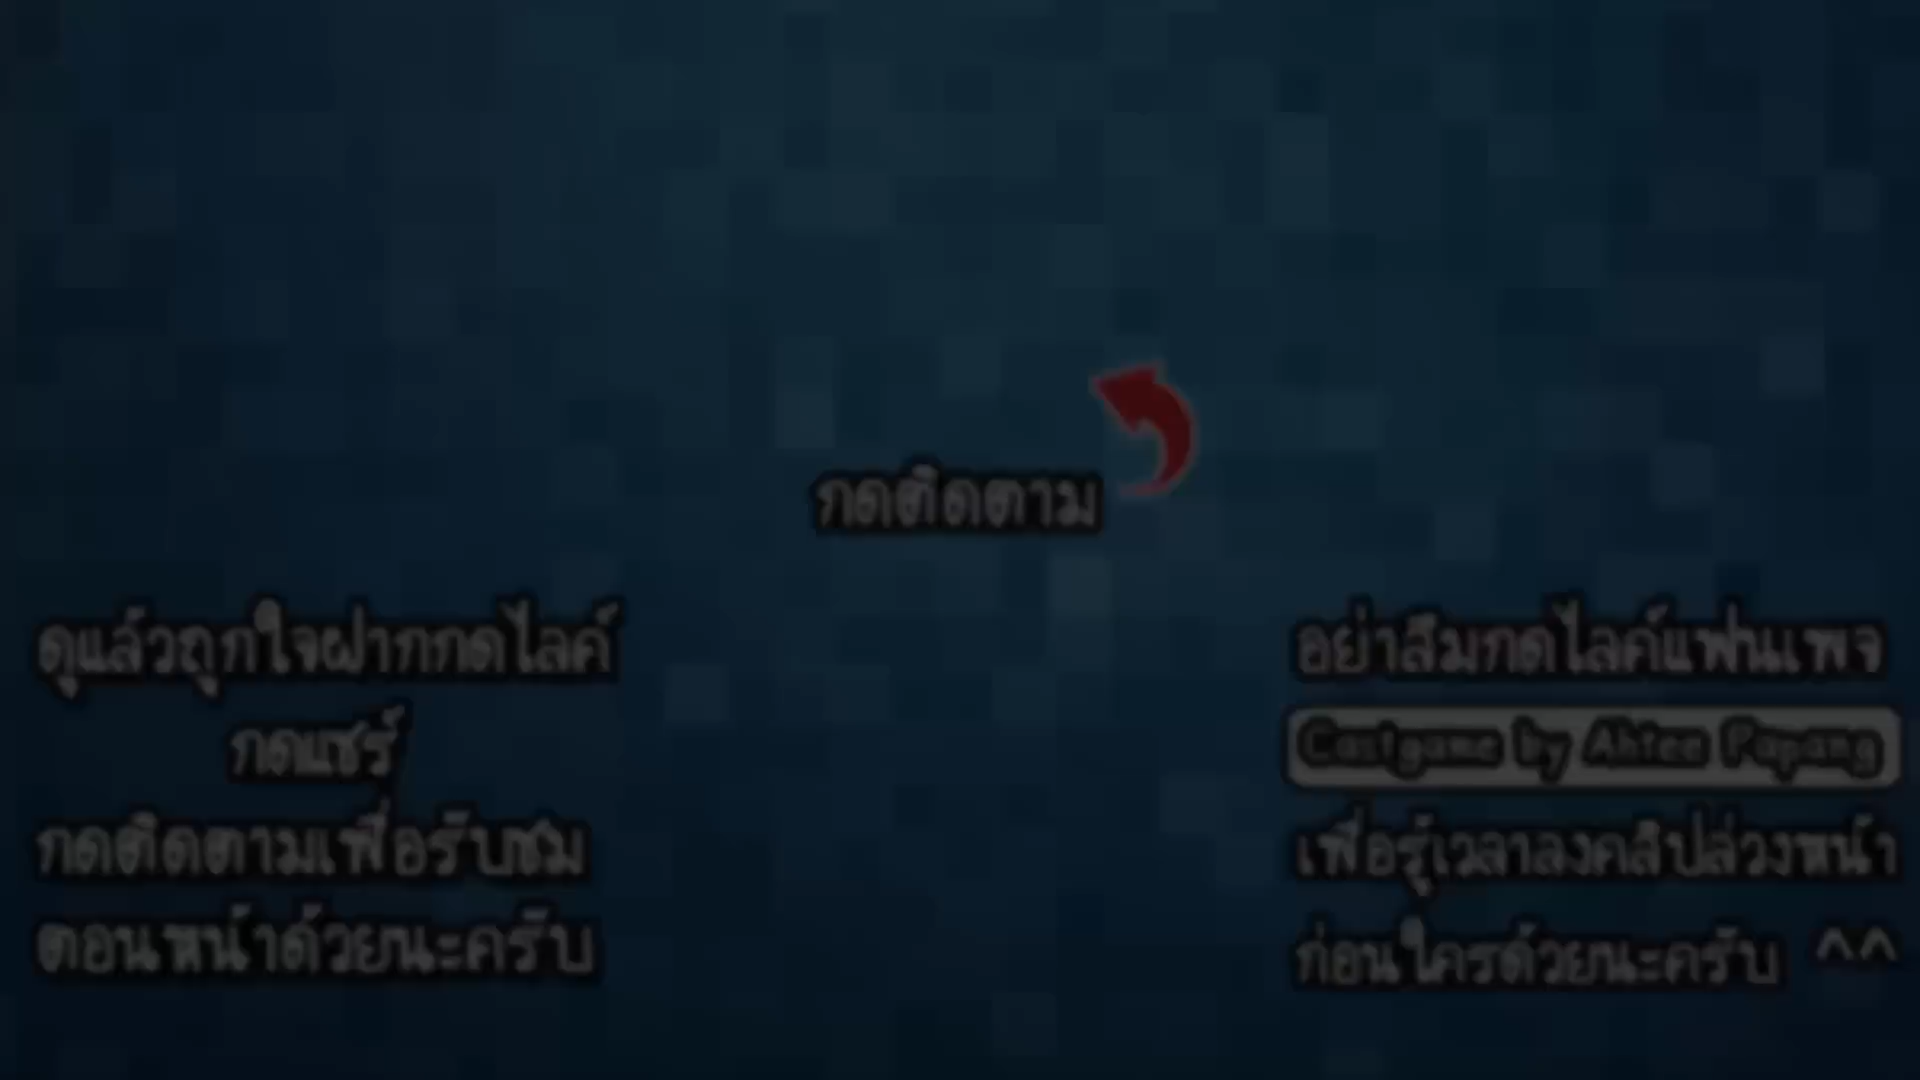 กดติดตาม
ดูแล้วถูกใจฝากกดไลค์
กดแชร์
กดติดตามเพื่อรับชม
ตอนหน้าด้วยนะครับ
อย่าลืมกดไลค์แฟนเพจ
Castgame by Ahtee Papang
เพื่อรู้เวลาลงคลิปล่วงหน้า
ก่อนใครด้วยนะครับ ^^